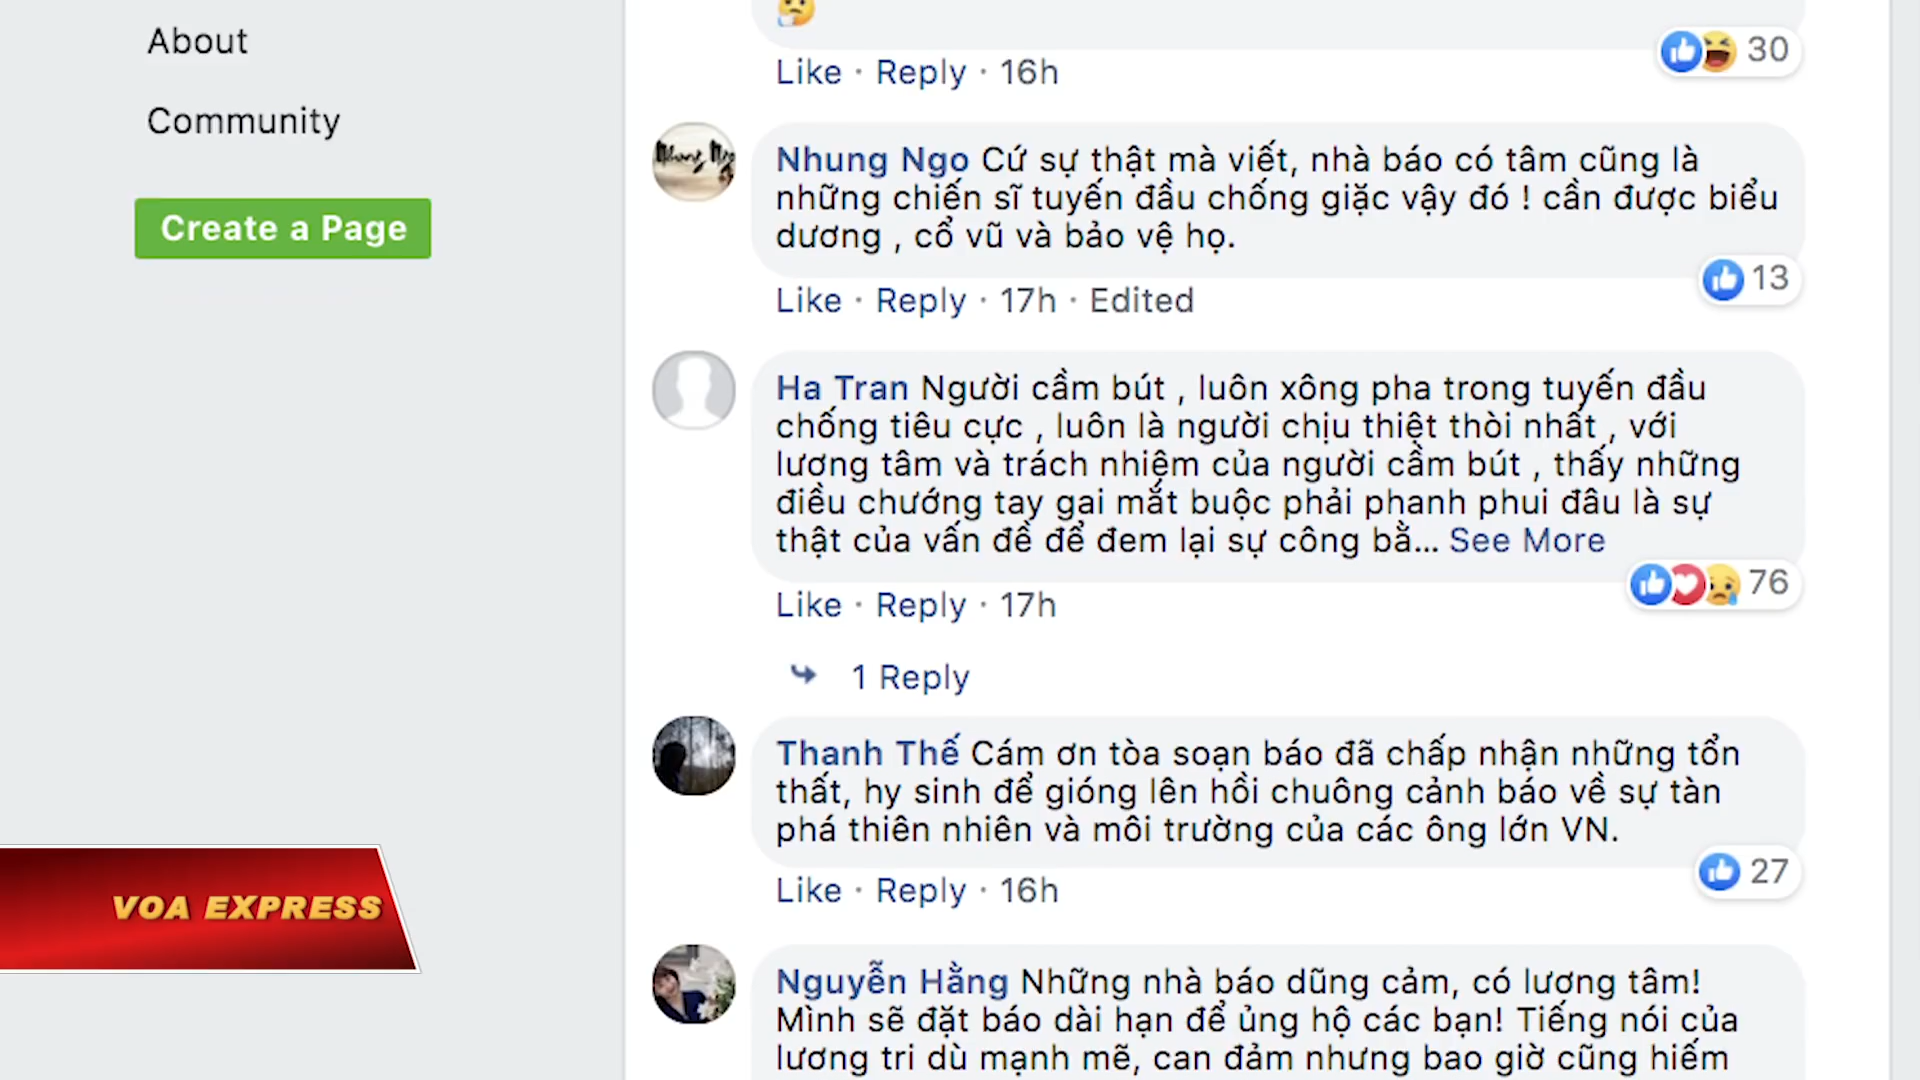 About
Community
Create a Page
Like · Reply · 16h
30
Nhung Ngo Cứ sự thật mà viết, nhà báo có tâm cũng là
những chiến sĩ tuyến đầu chống giặc vậy đó ! cần được biểu
dương , cổ vũ và bảo vệ họ.
13
Like · Reply · 17h · Edited
Ha Tran Người cầm bút , luôn xông pha trong tuyến đầu
chống tiêu cực , luôn là người chịu thiệt thòi nhất , với
lương tâm và trách nhiệm của người cầm bút , thấy những
điều chướng tay gai mắt buộc phải phanh phui đâu là sự
thật của vấn đề để đem lại sự công bằ... See More
76
Like · Reply · 17h
1 Reply
Thanh Thế Cám ơn tòa soạn báo đã chấp nhận những tổn
thất, hy sinh để gióng lên hồi chuông cảnh báo về sự tàn
phá thiên nhiên và môi trường của các ông lớn VN.
27
Like · Reply · 16h
Nguyễn Hằng Những nhà báo dũng cảm, có lương tâm!
Mình sẽ đặt báo dài hạn để ủng hộ các bạn! Tiếng nói của
lương tri dù mạnh mẽ, can đảm nhưng bao giờ cũng hiếm
VOA EXPRESS